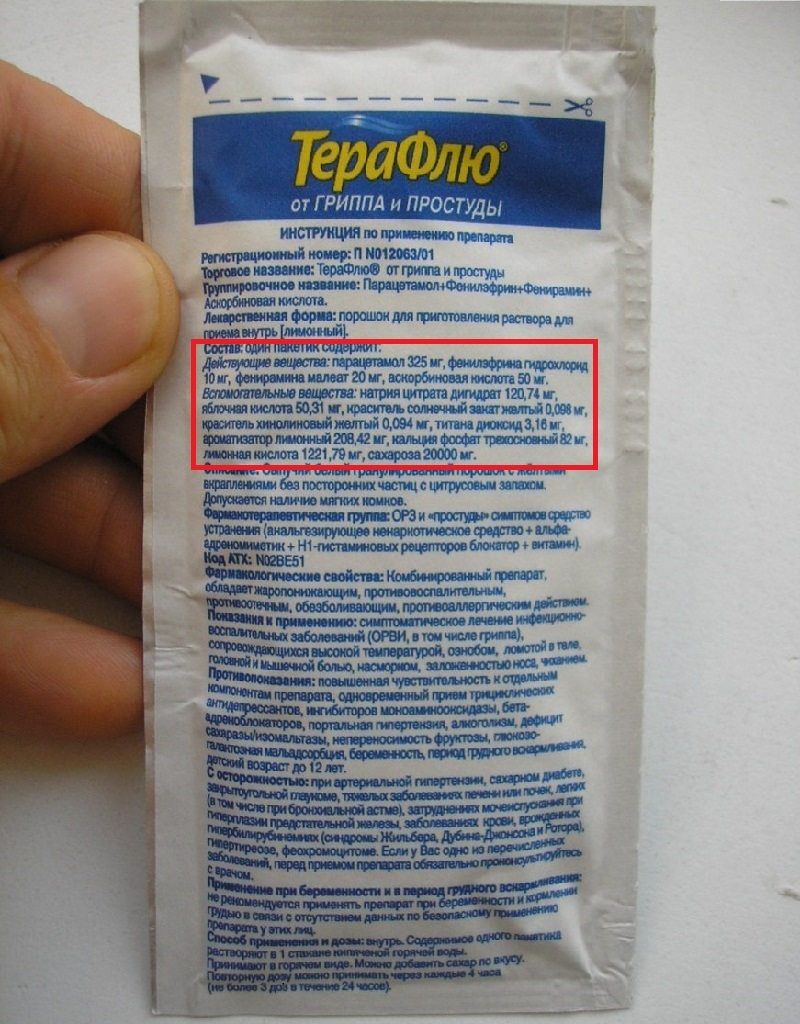 ТераФлю®
от ГРИППА и ПРОСТУДЫ
ИНСТРУКЦИЯ по применению препарата
Регистрационный номер: П N012063/01
Торговое название: ТераФлю® от гриппа и простуды
Группировочное название: Парацетамол+Фенилэфрин+Фенирамин+
Аскорбиновая кислота.
Лекарственная форма: порошок для приготовления раствора для
приема внутрь [лимонный].
Состав: один пакетик содержит:
Действующие вещества: парацетамол 325 мг, фенилэфрина гидрохлорид
10 мг, фенирамина малеат 20 мг, аскорбиновая кислота 50 мг.
Вспомогательные вещества: натрия цитрата дигидрат 120,74 мг,
яблочная кислота 50,31 мг, краситель солнечный закат желтый 0,098 мг,
краситель хинолиновый желтый 0,094 мг, титана диоксид 3,16 мг,
ароматизатор лимонный 208,42 мг, кальция фосфат трехосновный 82 мг,
лимонная кислота 1221,79 мг, сахароза 20000 мг.
Описание: Сыпучий белый гранулированный порошок с желтыми
вкраплениями без посторонних частиц с цитрусовым запахом.
Допускается наличие мягких комков.
Фармакотерапевтическая группа: ОРЗ и «простуды» симптомов средство
устранения (анальгезирующее ненаркотическое средство + альфа-
адреномиметик + H1-гистаминовых рецепторов блокатор + витамин).
Код АТХ: N02BE51
Фармакологические свойства: Комбинированный препарат,
обладает жаропонижающим, противовоспалительным,
противоотечным, обезболивающим, противоаллергическим действием.
Показания к применению: симптоматическое лечение инфекционно-
воспалительных заболеваний (ОРВИ, в том числе гриппа),
сопровождающихся высокой температурой, ознобом, ломотой в теле,
головной и мышечной болью, насморком, заложенностью носа, чиханием.
Противопоказания: повышенная чувствительность к отдельным
компонентам препарата, одновременный прием трициклических
антидепрессантов, ингибиторов моноаминооксидазы, бета-
адреноблокаторов, портальная гипертензия, алкоголизм, дефицит
сахаразы/изомальтазы, непереносимость фруктозы, глюкозо-
галактозная мальадсорбция, беременность, период грудного вскармливания,
детский возраст до 12 лет.
С осторожностью: при артериальной гипертензии, сахарном диабете,
закрытоугольной глаукоме, тяжелых заболеваниях печени или почек, легких
(в том числе при бронхиальной астме), затруднениях мочеиспускания при
гиперплазии предстательной железы, заболеваниях крови, врожденных
гипербилирубинемиях (синдромы Жильбера, Дубина-Джонсона и Ротора),
гипертиреозе, феохромоцитоме. Если у Вас одно из перечисленных
заболеваний, перед приемом препарата обязательно проконсультируйтесь
с врачом.
Применение при беременности и в период грудного вскармливания:
не рекомендуется применять препарат при беременности и кормлении
грудью в связи с отсутствием данных по безопасному применению
препарата у этих лиц.
Способ применения и дозы: внутрь. Содержимое одного пакетика
растворяют в 1 стакане кипяченой горячей воды.
Принимают в горячем виде. Можно добавить сахар по вкусу.
Повторную дозу можно принимать через каждые 4 часа
(не более 3 доз в течение 24 часов).